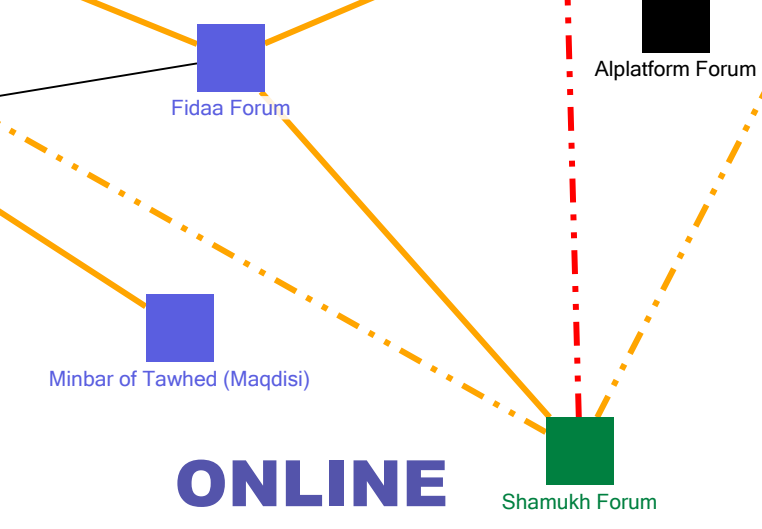 Alplatform Forum
Fidaa Forum
Minbar of Tawhed (Maqdisi)
ONLINE
Shamukh Forum